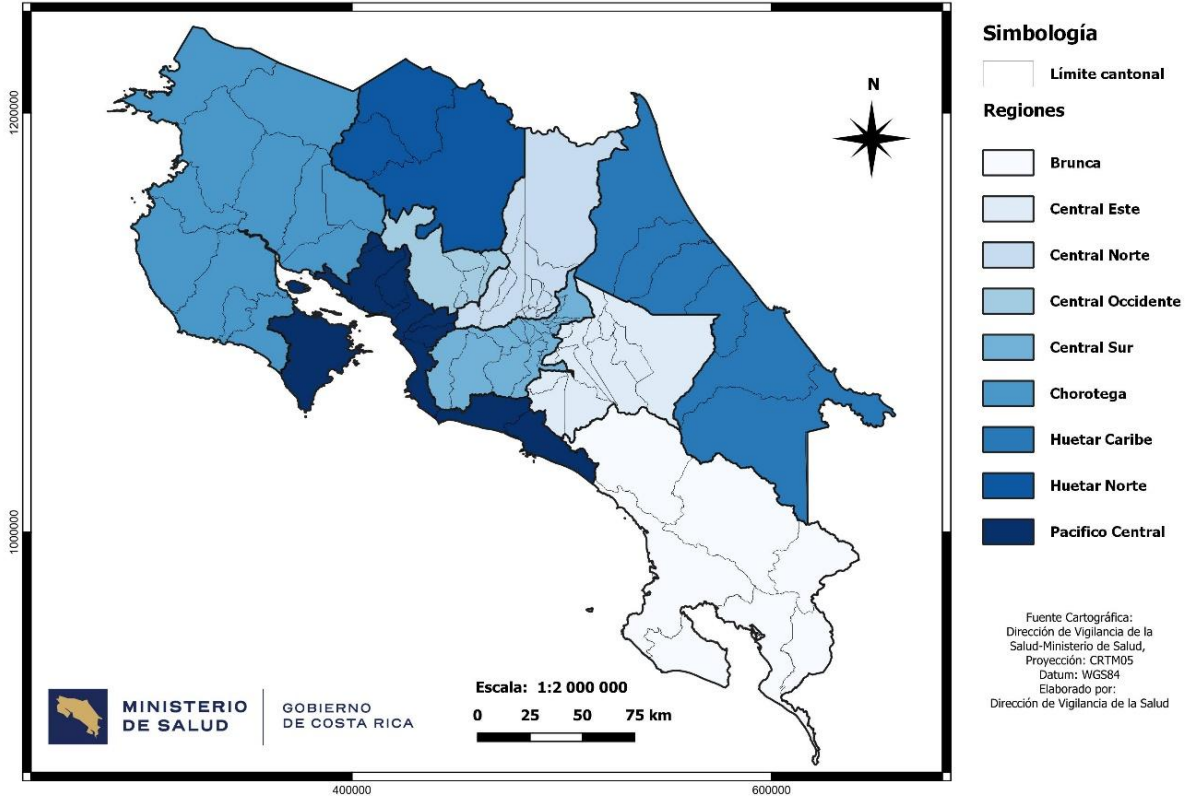 Simbología
Límite cantonal
Regiones
Brunca
Central Este
Central Norte
Central Occidente
Central Sur
Chorotega
Huetar Caribe
Huetar Norte
Pacifico Central
N
1200000
1000000
400000
600000
Escala: 1:2 000 000
0 25 50 75 km
MINISTERIO
DE SALUD
GOBIERNO
DE COSTA RICA
Fuente Cartográfica:
Dirección de Vigilancia de la
Salud-Ministerio de Salud,
Proyección: CRTM05
Datum: WGS84
Elaborado por:
Dirección de Vigilancia de la Salud